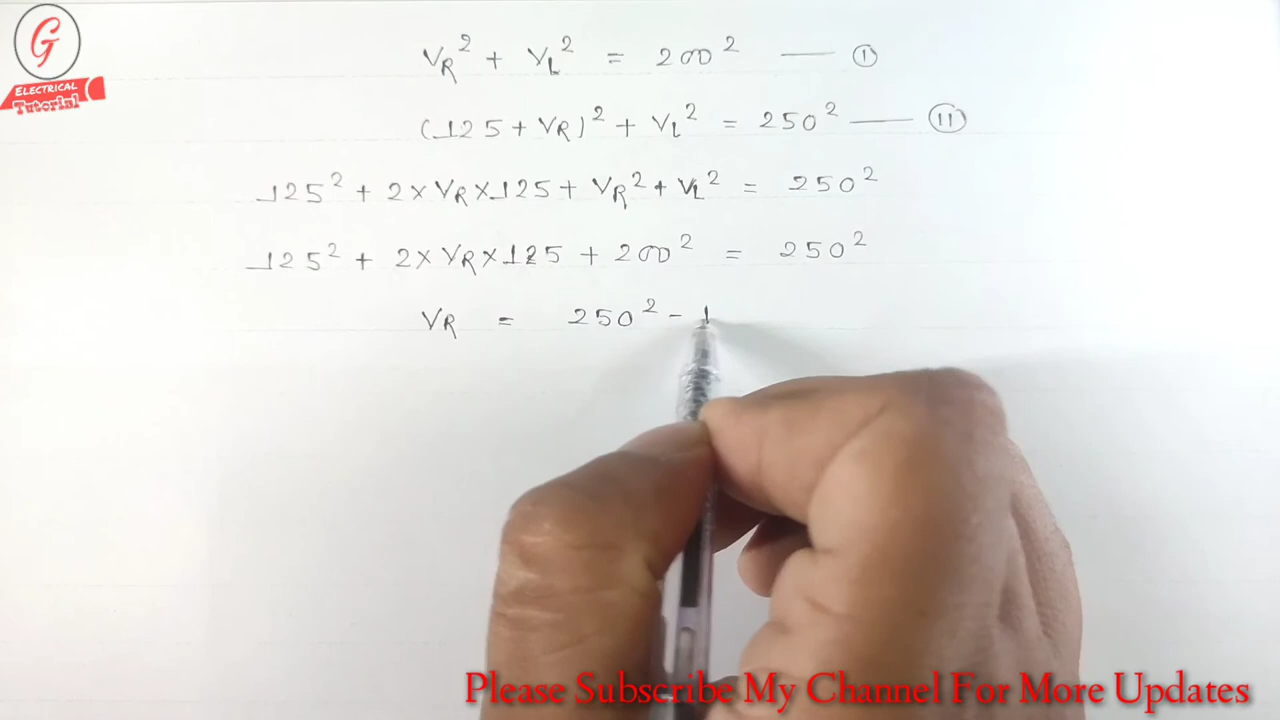 G
ELECTRICAL
Tutorial
VR² + VL² = 200² — I
(125 + VR)² + VL² = 250² — II
125² + 2×VR×125 + VR² + VL² = 250²
125² + 2×VR×125 + 200² = 250²
VR = 250² - 1
Please Subscribe My Channel For More Updates